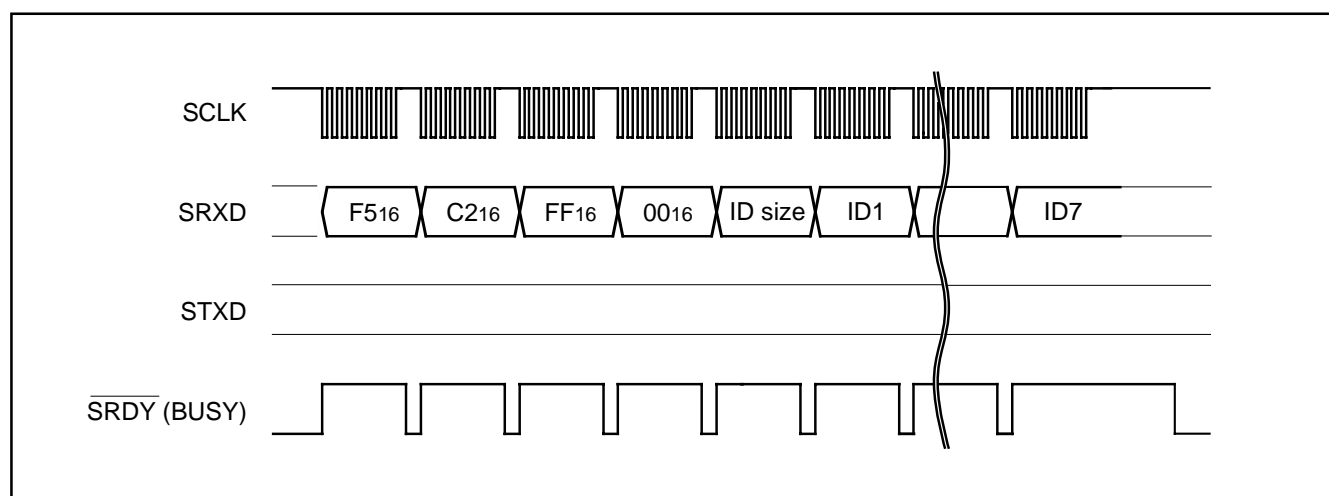 SCLK
SRXD F516 C216 FF16 0016 ID size ID1 ID7
STXD
SRDY (BUSY)